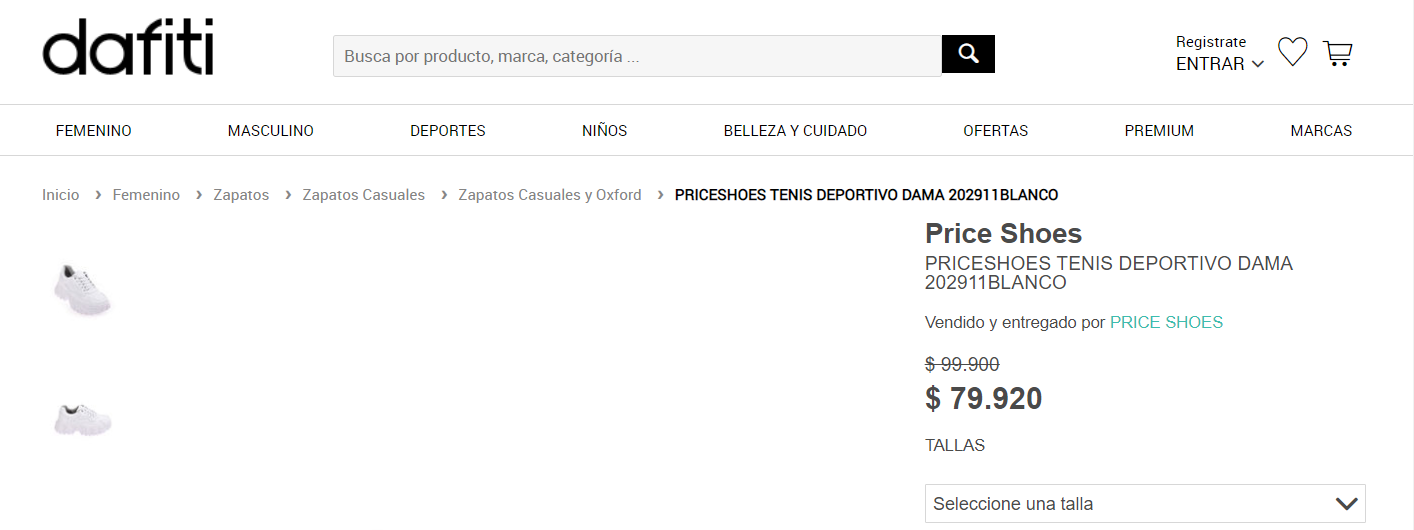 dafiti
Busca por producto, marca, categoría ...
Registrate
ENTRAR
FEMENINO MASCULINO DEPORTES NIÑOS BELLEZA Y CUIDADO OFERTAS PREMIUM MARCAS
Inicio › Femenino › Zapatos › Zapatos Casuales › Zapatos Casuales y Oxford › PRICESHOES TENIS DEPORTIVO DAMA 202911BLANCO
Price Shoes
PRICESHOES TENIS DEPORTIVO DAMA
202911BLANCO
Vendido y entregado por PRICE SHOES
$ 99.900
$ 79.920
TALLAS
Seleccione una talla